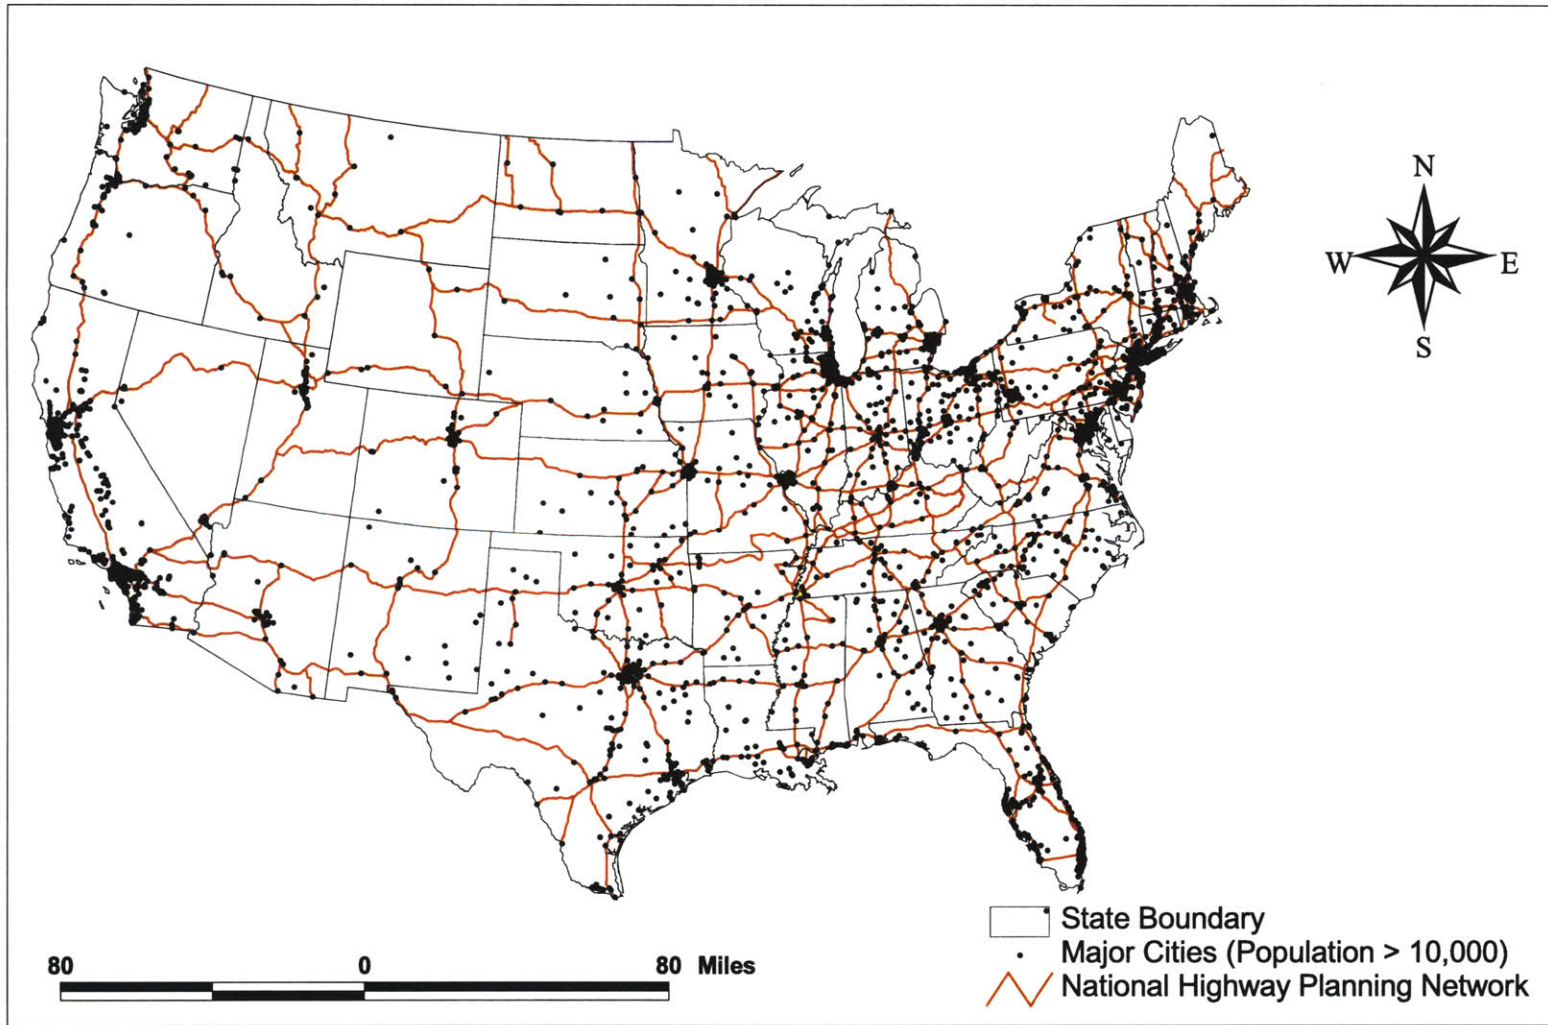 N
W E
S
State Boundary
Major Cities (Population > 10,000)
National Highway Planning Network
80 0 80 Miles